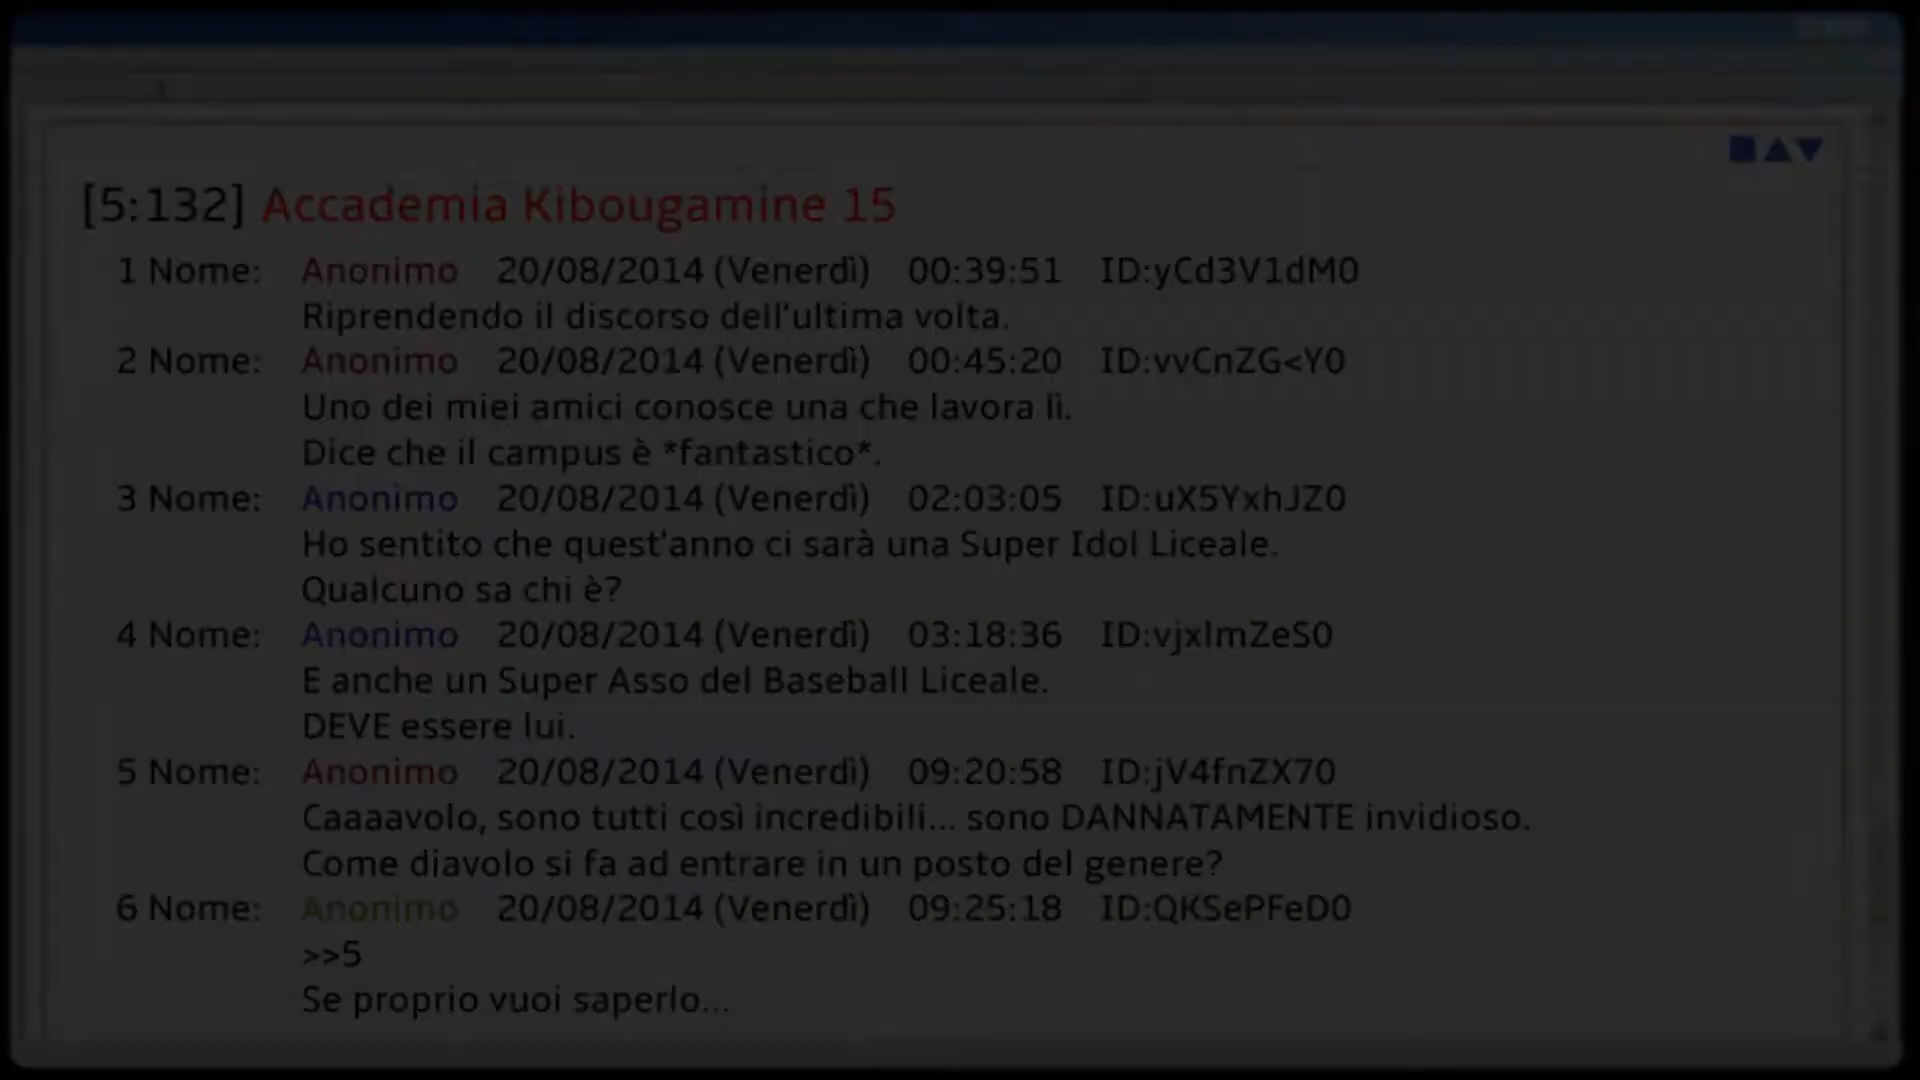 [5:132] Accademia Kibougamine 15
1 Nome: Anonimo 20/08/2014 (Venerdì) 00:39:51 ID:yCd3V1dM0
Riprendendo il discorso dell'ultima volta.
2 Nome: Anonimo 20/08/2014 (Venerdì) 00:45:20 ID:vvCnZG<Y0
Uno dei miei amici conosce una che lavora lì.
Dice che il campus è *fantastico*.
3 Nome: Anonimo 20/08/2014 (Venerdì) 02:03:05 ID:uX5YxhJZ0
Ho sentito che quest'anno ci sarà una Super Idol Liceale.
Qualcuno sa chi è?
4 Nome: Anonimo 20/08/2014 (Venerdì) 03:18:36 ID:vjxlmZeS0
E anche un Super Asso del Baseball Liceale.
DEVE essere lui.
5 Nome: Anonimo 20/08/2014 (Venerdì) 09:20:58 ID:jV4fnZX70
Caaaavolo, sono tutti così incredibili... sono DANNATAMENTE invidioso.
Come diavolo si fa ad entrare in un posto del genere?
6 Nome: Anonimo 20/08/2014 (Venerdì) 09:25:18 ID:QKSePFeD0
>>5
Se proprio vuoi saperlo...